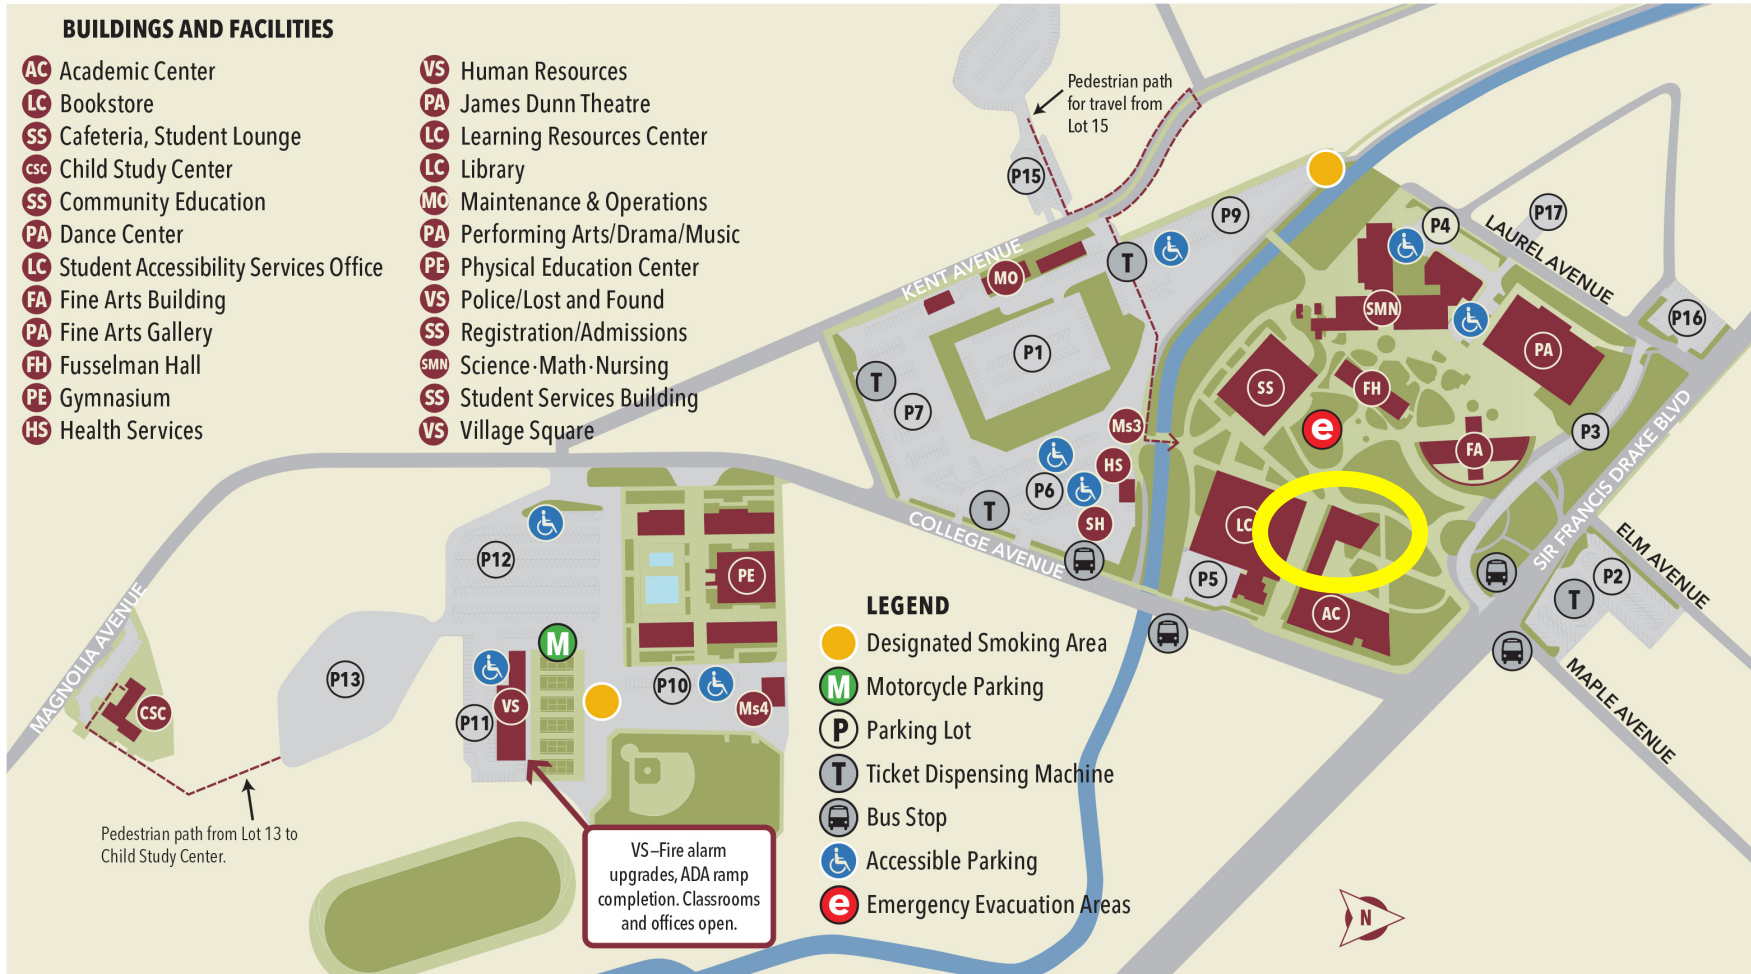 BUILDINGS AND FACILITIES
AC Academic Center
LC Bookstore
SS Cafeteria, Student Lounge
CSC Child Study Center
SS Community Education
PA Dance Center
LC Student Accessibility Services Office
FA Fine Arts Building
PA Fine Arts Gallery
FH Fusselman Hall
PE Gymnasium
HS Health Services
VS Human Resources
PA James Dunn Theatre
LC Learning Resources Center
LC Library
MO Maintenance & Operations
PA Performing Arts/Drama/Music
PE Physical Education Center
VS Police/Lost and Found
SS Registration/Admissions
SMN Science·Math·Nursing
SS Student Services Building
VS Village Square
Pedestrian path
for travel from
Lot 15
P15
P9
P4
P17
LAUREL AVENUE
KENT AVENUE
MO
T
SMN
P16
P1
PA
T
P7
SS
FH
Ms3
e
P3
FA
HS
P6
T
SH
LC
COLLEGE AVENUE
P5
AC
SIR FRANCIS DRAKE BLVD
ELM AVENUE
P2
T
MAPLE AVENUE
P12
PE
MAGNOLIA AVENUE
M
P13
P10
CSC
P11
VS
Ms4
Pedestrian path from Lot 13 to
Child Study Center.
VS–Fire alarm
upgrades, ADA ramp
completion. Classrooms
and offices open.
LEGEND
Designated Smoking Area
M Motorcycle Parking
P Parking Lot
T Ticket Dispensing Machine
Bus Stop
Accessible Parking
e Emergency Evacuation Areas
N